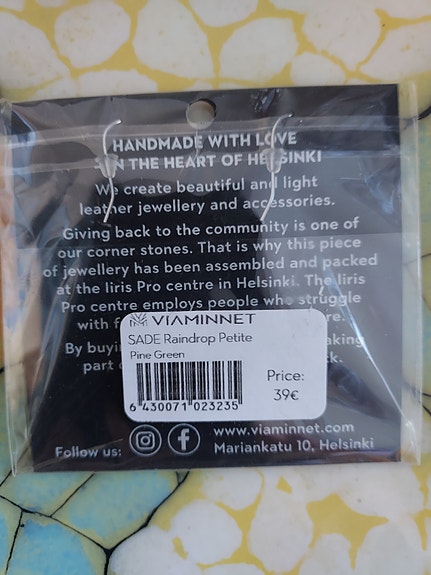 HANDMADE WITH LOVE
IN THE HEART OF HELSINKI
We create beautiful and light
leather jewellery and accessories.
Giving back to the community is one of
our corner stones. That is why this piece
of jewellery has been assembled and packed
at the Iiris Pro centre in Helsinki. The Iiris
Pro centre employs people who struggle
with
VIAMINNET
SADE Raindrop Petite
Pine Green
Price:
39€
6 430071 023235
By
part
Follow us:
www.viaminnet.com
Mariankatu 10, Helsinki